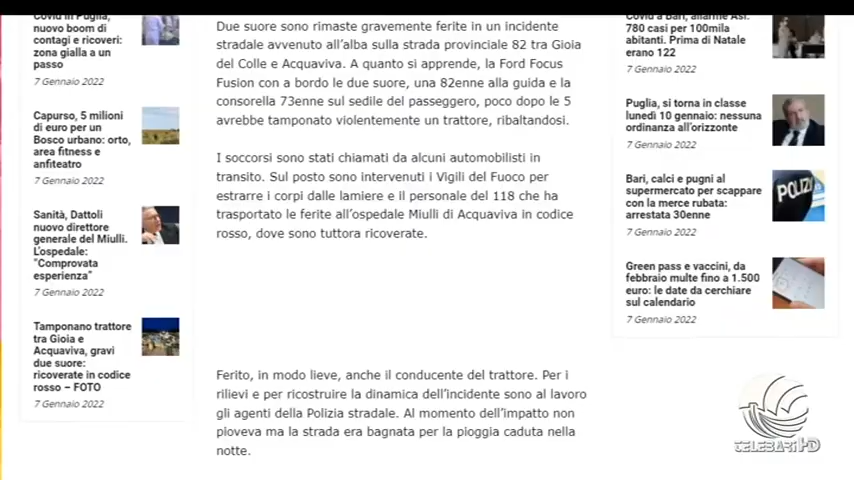 Covid in Puglia,
nuovo boom di
contagi e ricoveri:
zona gialla a un
passo
7 Gennaio 2022
Capurso, 5 milioni
di euro per un
Bosco urbano: orto,
area fitness e
anfiteatro
7 Gennaio 2022
Sanità, Dattoli
nuovo direttore
generale del Miulli.
L'ospedale:
"Comprovata
esperienza"
7 Gennaio 2022
Tamponano trattore
tra Gioia e
Acquaviva, gravi
due suore:
ricoverate in codice
rosso – FOTO
7 Gennaio 2022
Due suore sono rimaste gravemente ferite in un incidente
stradale avvenuto all'alba sulla strada provinciale 82 tra Gioia
del Colle e Acquaviva. A quanto si apprende, la Ford Focus
Fusion con a bordo le due suore, una 82enne alla guida e la
consorella 73enne sul sedile del passeggero, poco dopo le 5
avrebbe tamponato violentemente un trattore, ribaltandosi.
I soccorsi sono stati chiamati da alcuni automobilisti in
transito. Sul posto sono intervenuti i Vigili del Fuoco per
estrarre i corpi dalle lamiere e il personale del 118 che ha
trasportato le ferite all'ospedale Miulli di Acquaviva in codice
rosso, dove sono tuttora ricoverate.
Ferito, in modo lieve, anche il conducente del trattore. Per i
rilievi e per ricostruire la dinamica dell'incidente sono al lavoro
gli agenti della Polizia stradale. Al momento dell'impatto non
pioveva ma la strada era bagnata per la pioggia caduta nella
notte.
Covid a Bari, allarme Asl:
780 casi per 100mila
abitanti. Prima di Natale
erano 122
7 Gennaio 2022
Puglia, si torna in classe
lunedì 10 gennaio: nessuna
ordinanza all'orizzonte
7 Gennaio 2022
Bari, calci e pugni al
supermercato per scappare
con la merce rubata:
arrestata 30enne
7 Gennaio 2022
POLIZI
Green pass e vaccini, da
febbraio multe fino a 1.500
euro: le date da cerchiare
sul calendario
7 Gennaio 2022
TELEBARI HD